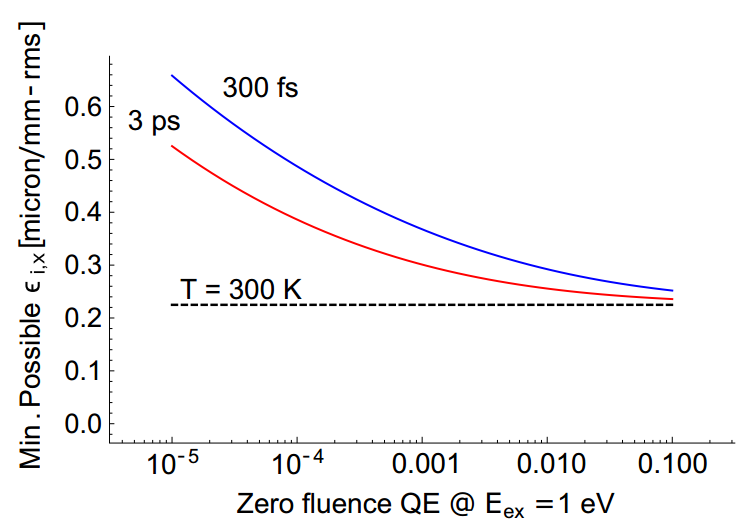 Min. Possible ϵ i,x [micron/mm-rms]
0.6
0.5
0.4
0.3
0.2
0.1
0.0
300 fs
3 ps
T = 300 K
10-5
10-4
0.001
0.010
0.100
Zero fluence QE @ Eex = 1 eV